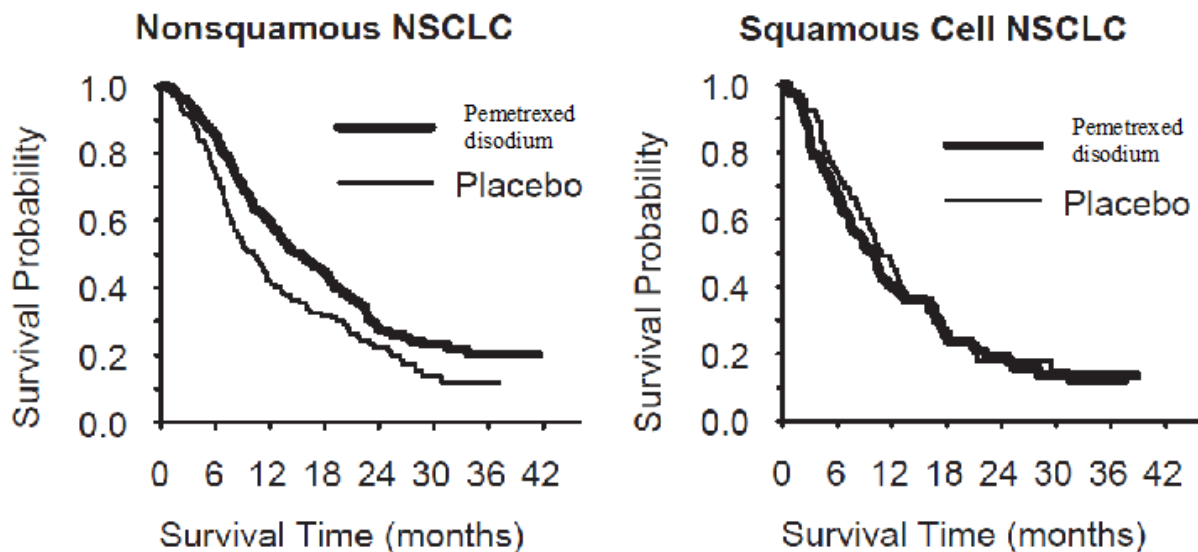 Nonsquamous NSCLC
Survival Probability
1.0
0.8
0.6
0.4
0.2
0.0
Pemetrexed
disodium
Placebo
0 6 12 18 24 30 36 42
Survival Time (months)
Squamous Cell NSCLC
Survival Probability
1.0
0.8
0.6
0.4
0.2
0.0
Pemetrexed
disodium
Placebo
0 6 12 18 24 30 36 42
Survival Time (months)